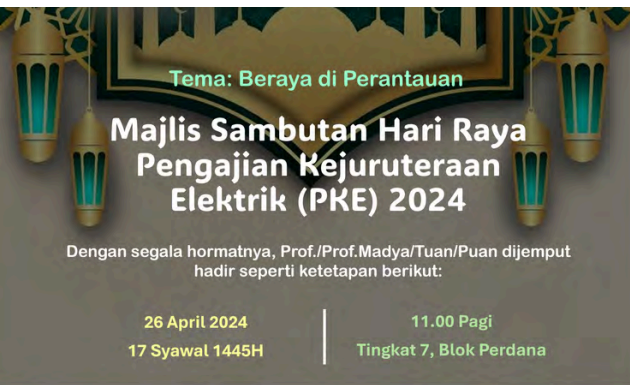 Tema: Beraya di Perantauan
Majlis Sambutan Hari Raya
Pengajian Kejuruteraan
Elektrik (PKE) 2024
Dengan segala hormatnya, Prof./Prof.Madya/Tuan/Puan dijemput
hadir seperti ketetapan berikut:
26 April 2024
17 Syawal 1445H
11.00 Pagi
Tingkat 7, Blok Perdana